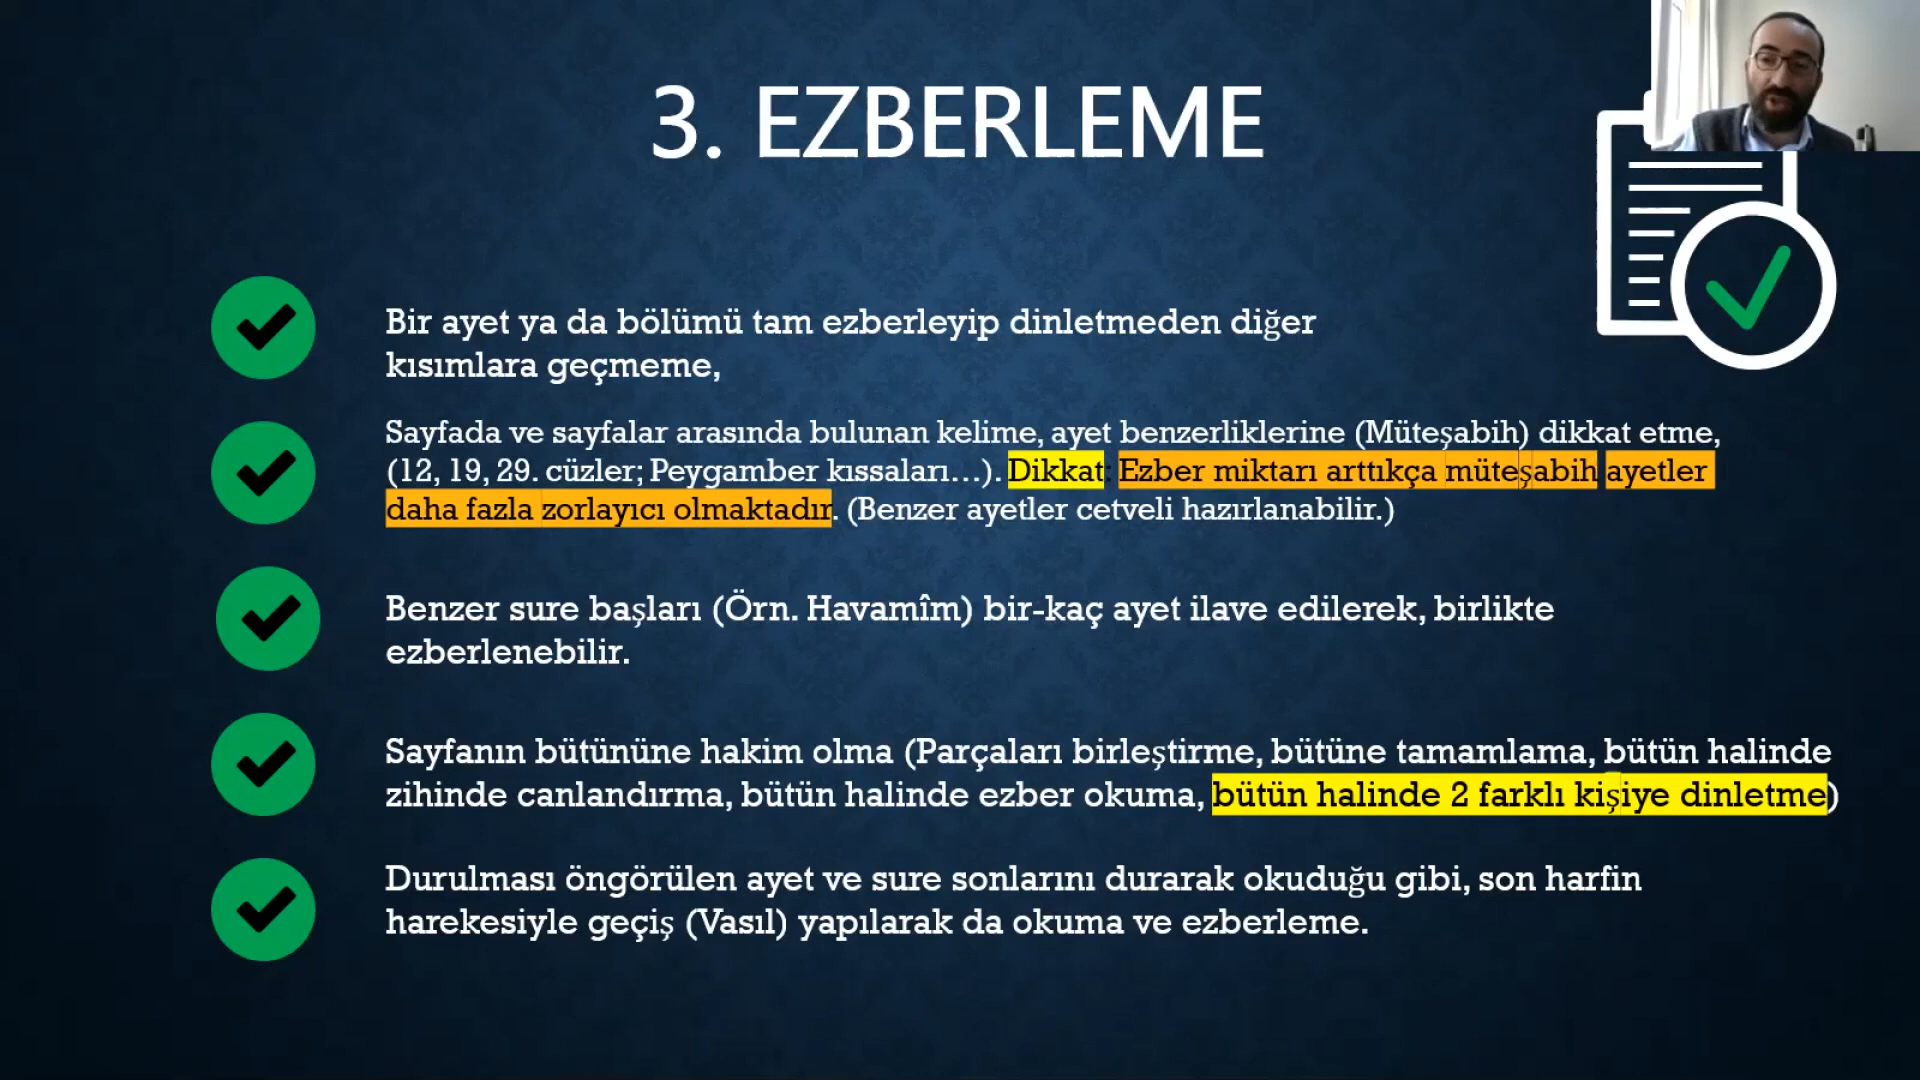 3. EZBERLEME
Bir ayet ya da bölümü tam ezberleyip dinletmeden diğer
kısımlara geçmeme,
Sayfada ve sayfalar arasında bulunan kelime, ayet benzerliklerine (Müteşabih) dikkat etme,
(12, 19, 29. cüzler; Peygamber kıssaları…). Dikkat: Ezber miktarı arttıkça müteşabih ayetler
daha fazla zorlayıcı olmaktadır. (Benzer ayetler cetveli hazırlanabilir.)
Benzer sure başları (Örn. Havamîm) bir-kaç ayet ilave edilerek, birlikte
ezberlenebilir.
Sayfanın bütününe hakim olma (Parçaları birleştirme, bütüne tamamlama, bütün halinde
zihinde canlandırma, bütün halinde ezber okuma, bütün halinde 2 farklı kişiye dinletme)
Durulması öngörülen ayet ve sure sonlarını durarak okuduğu gibi, son harfin
harekesiyle geçiş (Vasıl) yapılarak da okuma ve ezberleme.